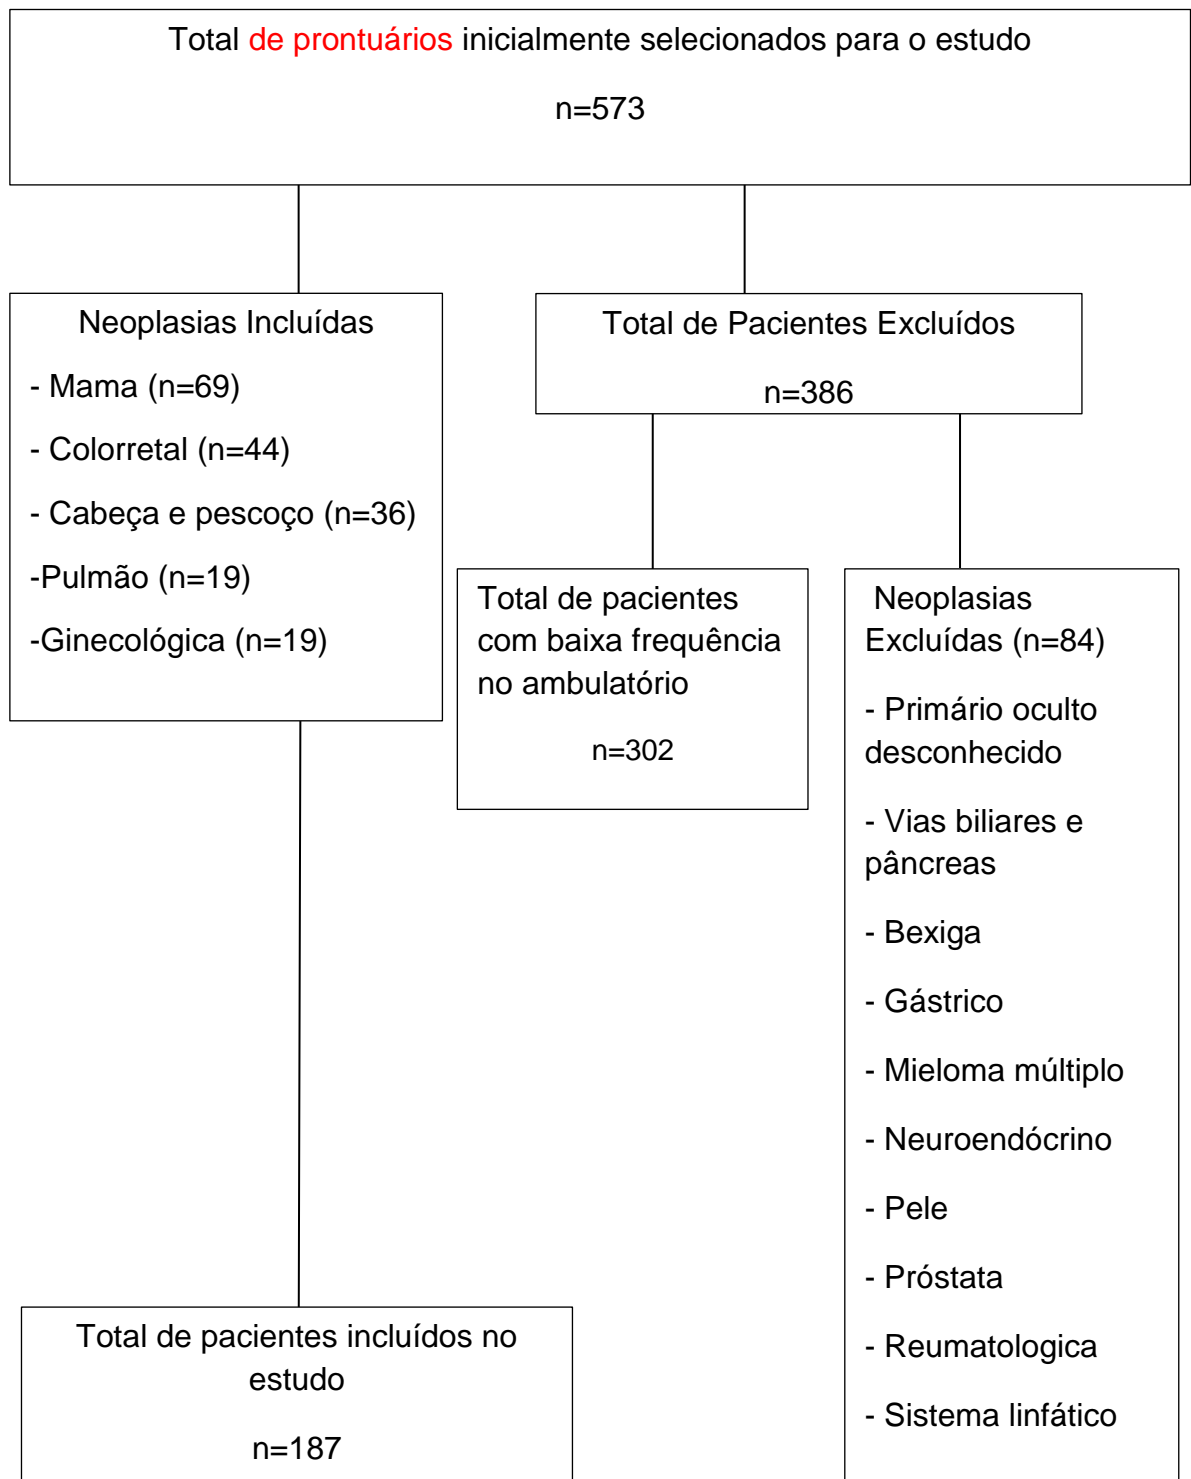 Total de prontuários inicialmente selecionados para o estudo
n=573
Neoplasias Incluídas
- Mama (n=69)
- Colorretal (n=44)
- Cabeça e pescoço (n=36)
-Pulmão (n=19)
-Ginecológica (n=19)
Total de Pacientes Excluídos
n=386
Total de pacientes
com baixa frequência
no ambulatório
n=302
Neoplasias
Excluídas (n=84)
- Primário oculto
desconhecido
- Vias biliares e
pâncreas
- Bexiga
- Gástrico
- Mieloma múltiplo
- Neuroendócrino
- Pele
- Próstata
- Reumatologica
- Sistema linfático
Total de pacientes incluídos no
estudo
n=187